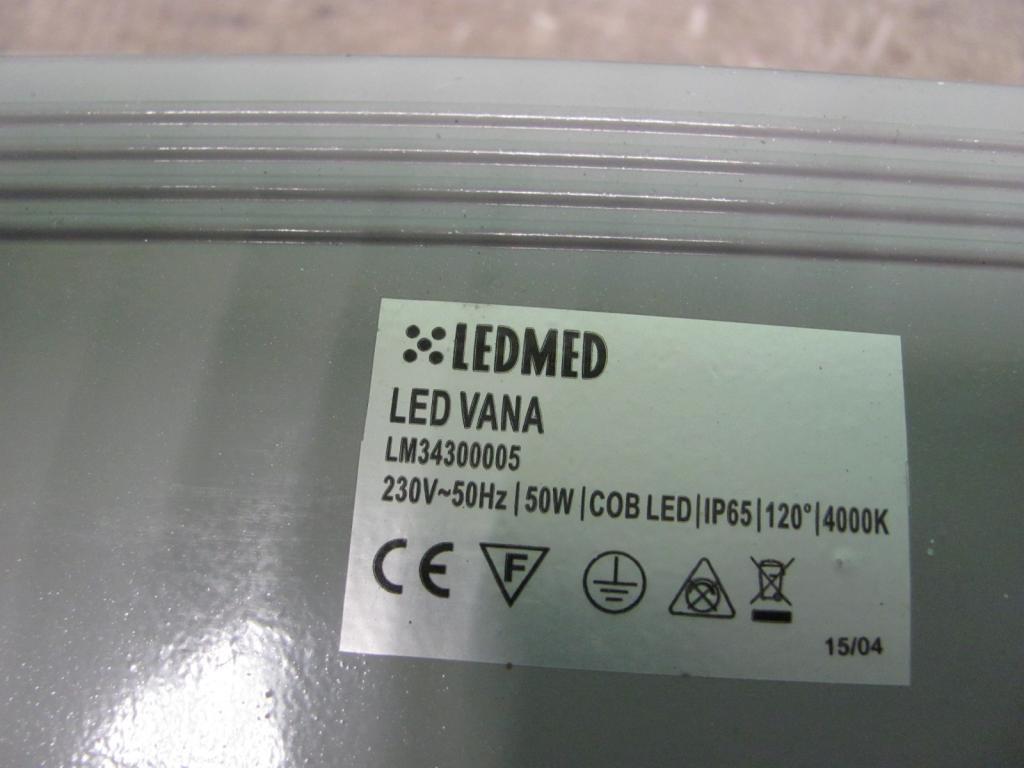 LEDMED
LED VANA
LM34300005
230V~50Hz | 50W | COB LED | IP65 | 120° | 4000K
CE F
15/04